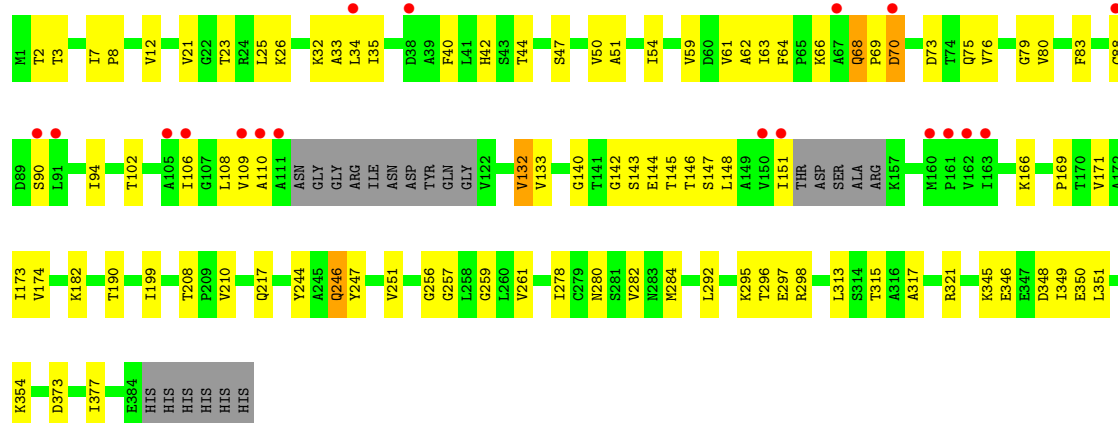 M1 T2 T3 I7 P8 V12 V21 G22 T23 R24 L25 K26 K32 A33 L34 I35 D38 A39 F40 L41 H42 S43 T44 S47 V50 A51 I54 V59 D60 V61 A62 I63 F64 P65 K66 A67 Q68 P69 D70 D73 T74 Q75 V76 G79 V80 F83 C88
D89 S90 L91 I94 T102 A105 I106 G107 L108 V109 A110 A111 ASN GLY GLY ARG ILE ASN ASP TYR GLN GLY V122 V132 V133 G140 T141 G142 S143 E144 T145 T146 S147 L148 A149 V150 I151 THR ASP SER ALA ARG K157 M160 P161 V162 I163 K166 P169 T170 V171 A172
I173 V174 K182 T190 I199 T208 P209 V210 Q217 Y244 A245 Q246 Y247 V251 G256 G257 L258 G259 L260 V261 I278 C279 N280 S281 V282 N283 M284 L292 K295 T296 E297 R298 L313 S314 T315 A316 A317 R321 K345 E346 E347 D348 I349 E350 L351
K354 D373 I377 E384 HIS HIS HIS HIS HIS HIS